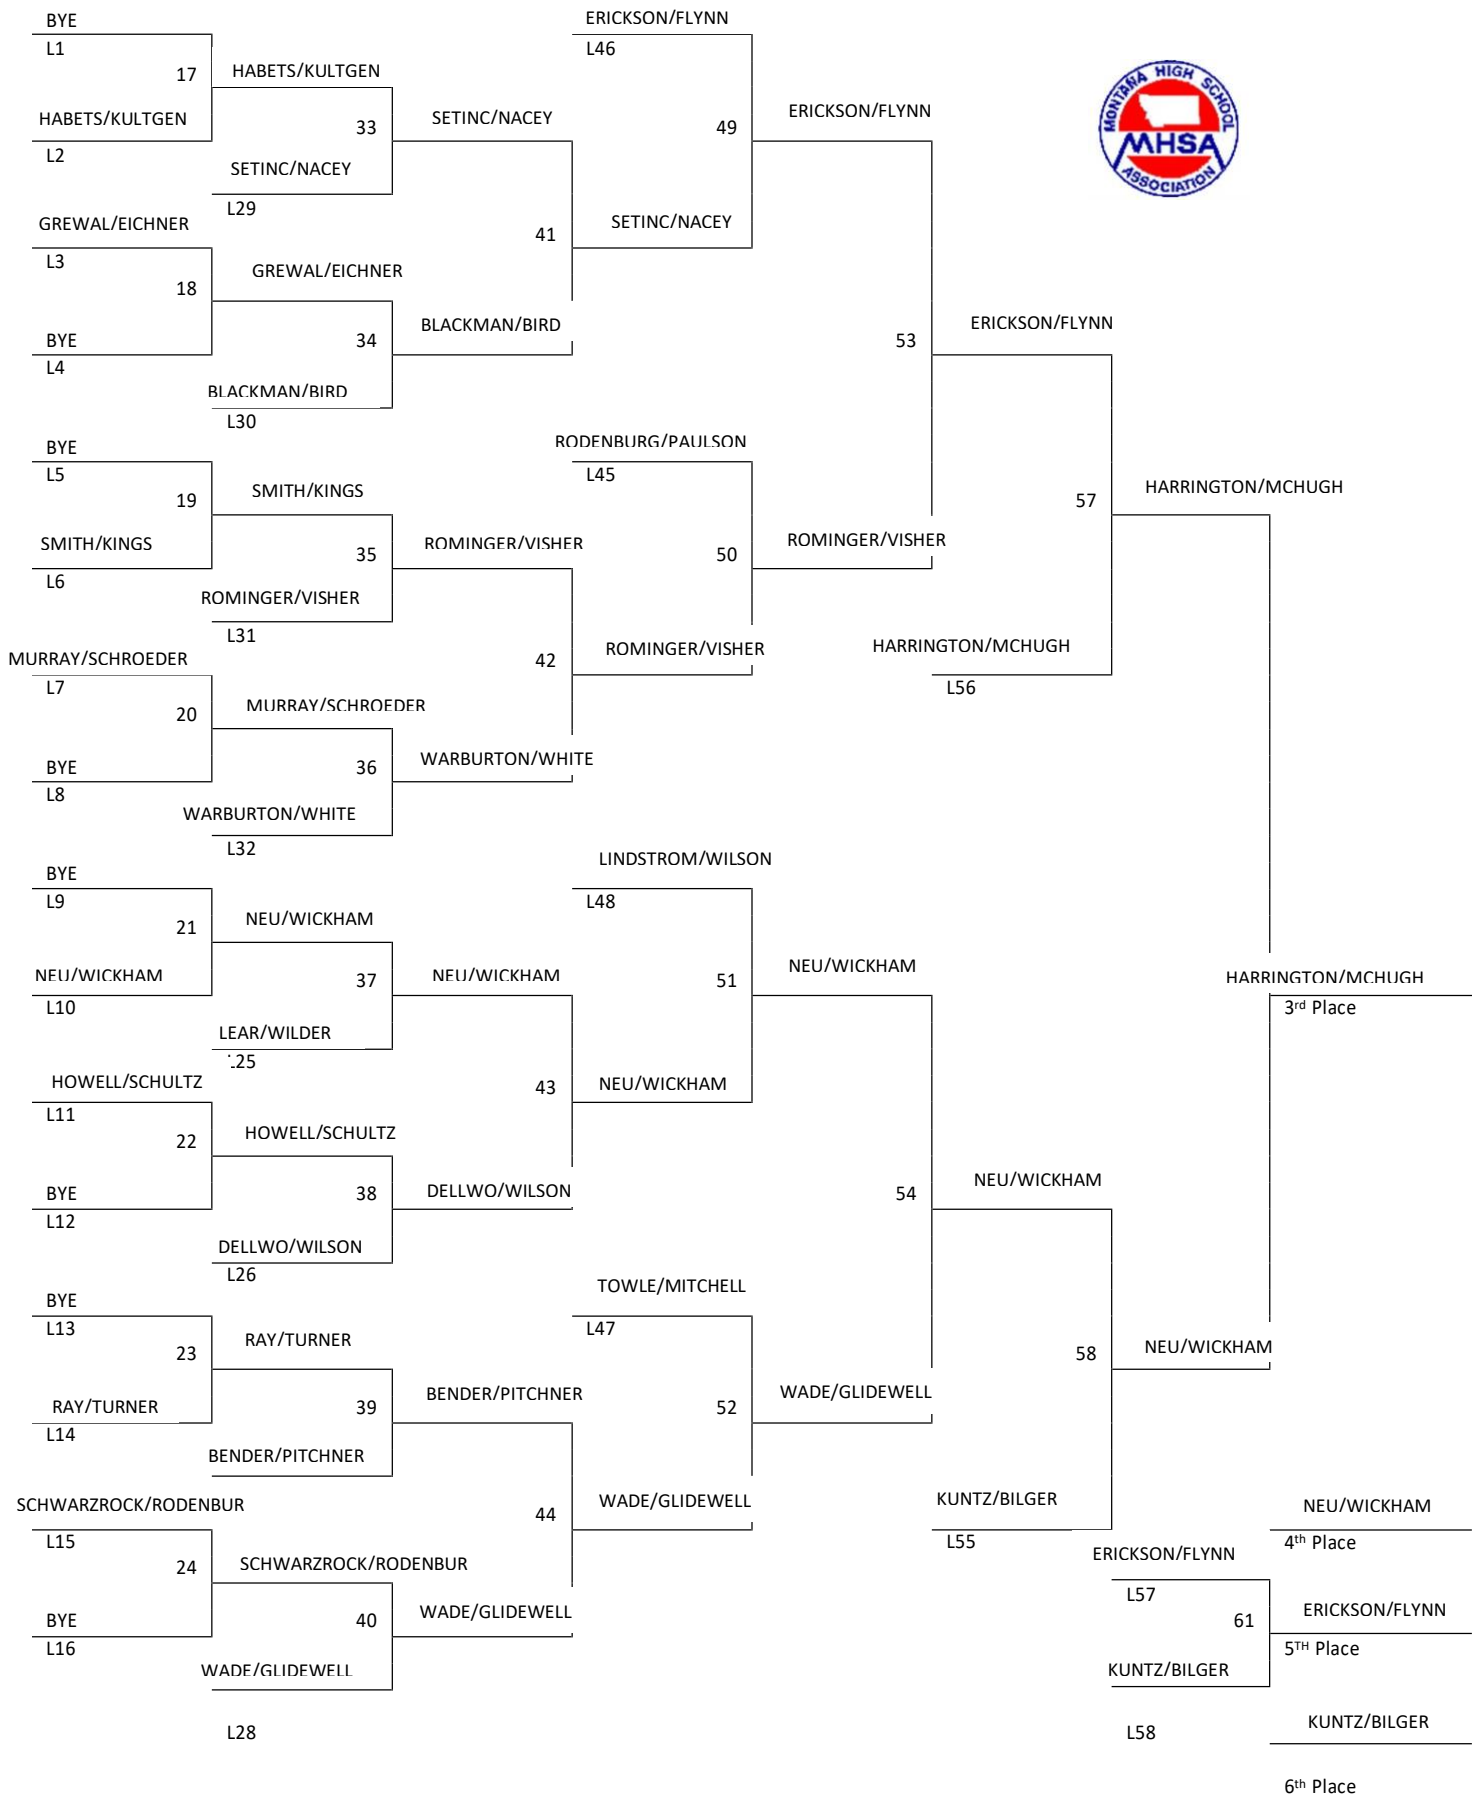 BYE
ERICKSON/FLYNN
L1
L46
17
HABETS/KULTGEN
MONTANA HIGH SCHOOL
MHSA
ASSOCIATION
HABETS/KULTGEN
33
SETINC/NACEY
49
ERICKSON/FLYNN
L2
SETINC/NACEY
L29
GREWAL/EICHNER
41
SETINC/NACEY
L3
18
GREWAL/EICHNER
BYE
34
BLACKMAN/BIRD
53
ERICKSON/FLYNN
L4
BLACKMAN/BIRD
L30
BYE
RODENBURG/PAULSON
L5
L45
19
SMITH/KINGS
57
HARRINGTON/MCHUGH
SMITH/KINGS
35
ROMINGER/VISHER
50
ROMINGER/VISHER
L6
ROMINGER/VISHER
L31
MURRAY/SCHROEDER
42
ROMINGER/VISHER
HARRINGTON/MCHUGH
L7
L56
20
MURRAY/SCHROEDER
BYE
36
WARBURTON/WHITE
L8
WARBURTON/WHITE
L32
BYE
LINDSTROM/WILSON
L9
L48
21
NEU/WICKHAM
NEU/WICKHAM
37
NEU/WICKHAM
51
NEU/WICKHAM
HARRINGTON/MCHUGH
L10
3rd Place
LEAR/WILDER
L25
HOWELL/SCHULTZ
43
NEU/WICKHAM
L11
22
HOWELL/SCHULTZ
BYE
38
DELLWO/WILSON
54
NEU/WICKHAM
L12
DELLWO/WILSON
L26
BYE
TOWLE/MITCHELL
L13
L47
23
RAY/TURNER
58
NEU/WICKHAM
RAY/TURNER
39
BENDER/PITCHNER
52
WADE/GLIDEWELL
L14
BENDER/PITCHNER
SCHWARZROCK/RODENBUR
44
WADE/GLIDEWELL
KUNTZ/BILGER
NEU/WICKHAM
L15
L55
4th Place
24
SCHWARZROCK/RODENBUR
ERICKSON/FLYNN
L57
BYE
40
WADE/GLIDEWELL
61
ERICKSON/FLYNN
L16
5TH Place
WADE/GLIDEWELL
KUNTZ/BILGER
L28
L58
KUNTZ/BILGER
6th Place